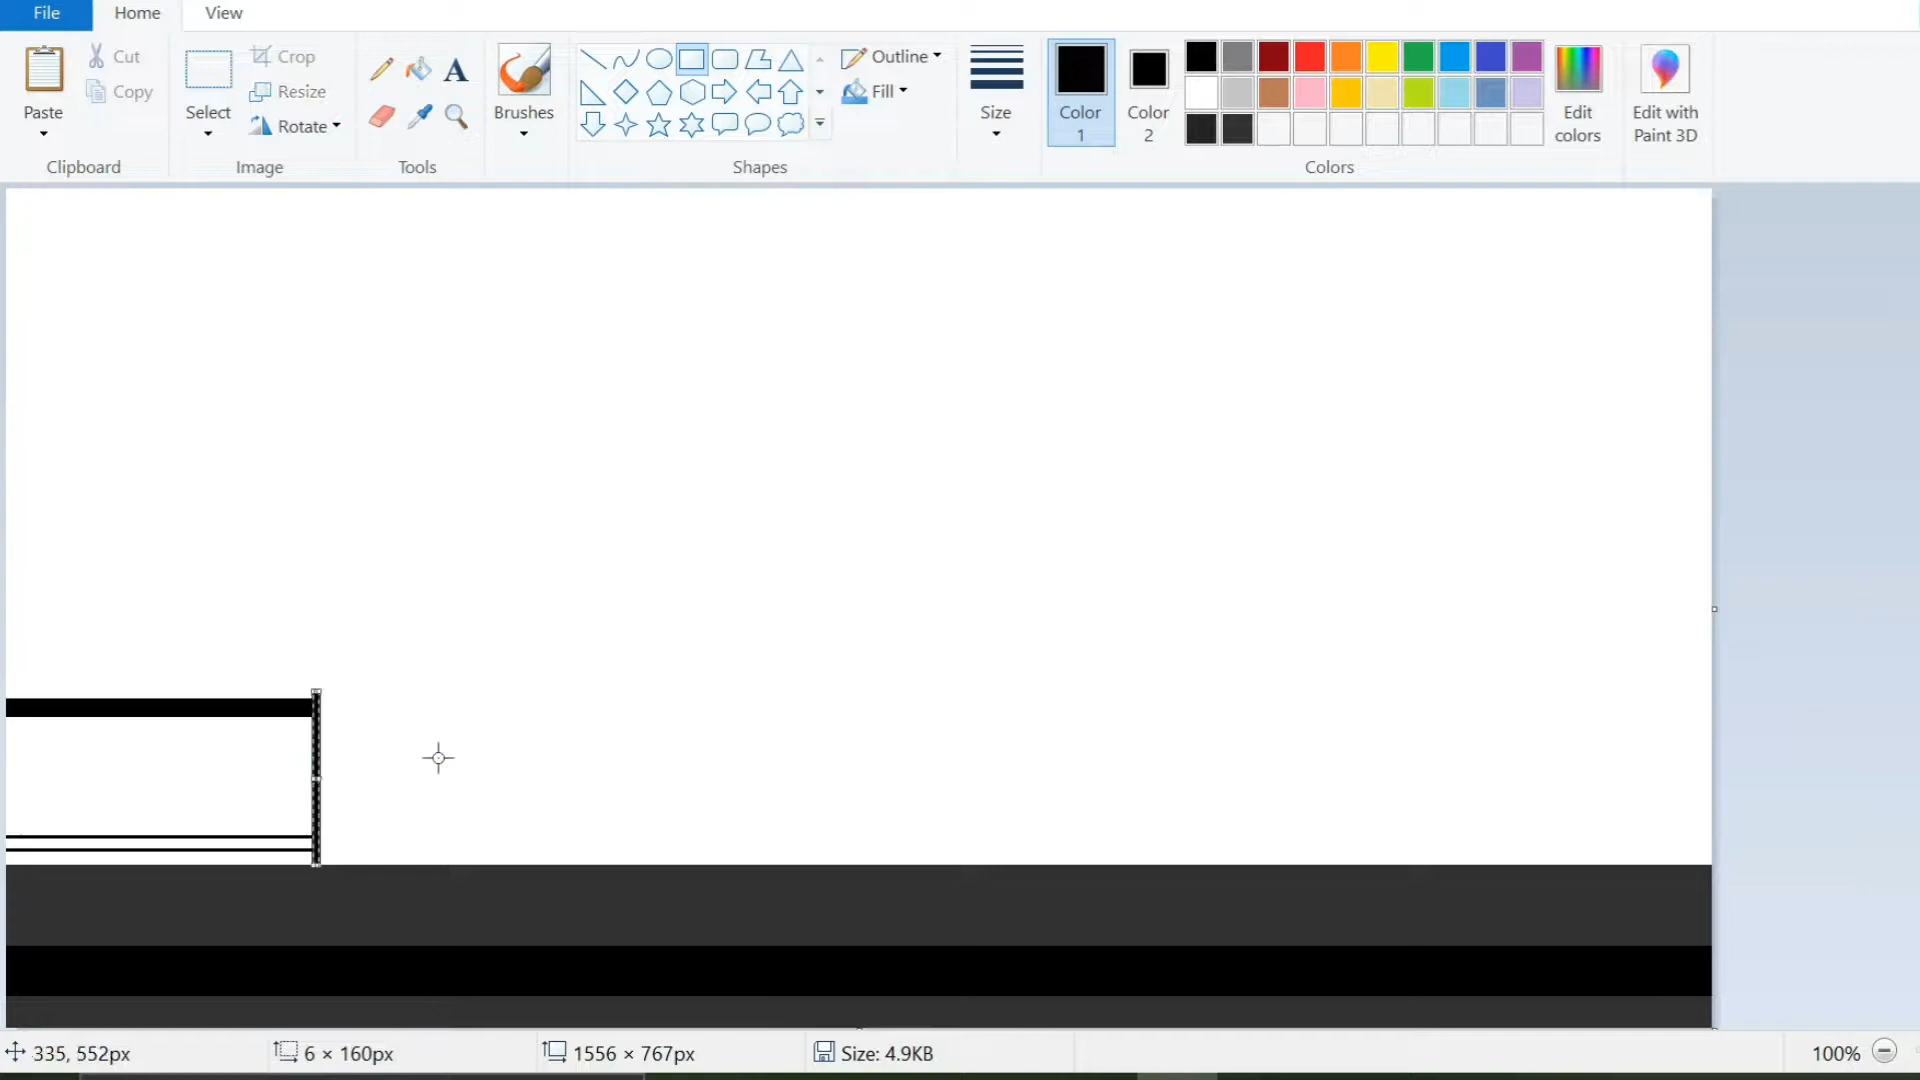 File Home View
Paste
Cut
Copy
Clipboard
Select
Crop
Resize
Rotate
Image
A
Tools
Brushes
Outline
Fill
Shapes
Size
Color
1
Color
2
Edit
colors
Colors
Edit with
Paint 3D
335, 552px 6 × 160px 1556 × 767px Size: 4.9KB 100%